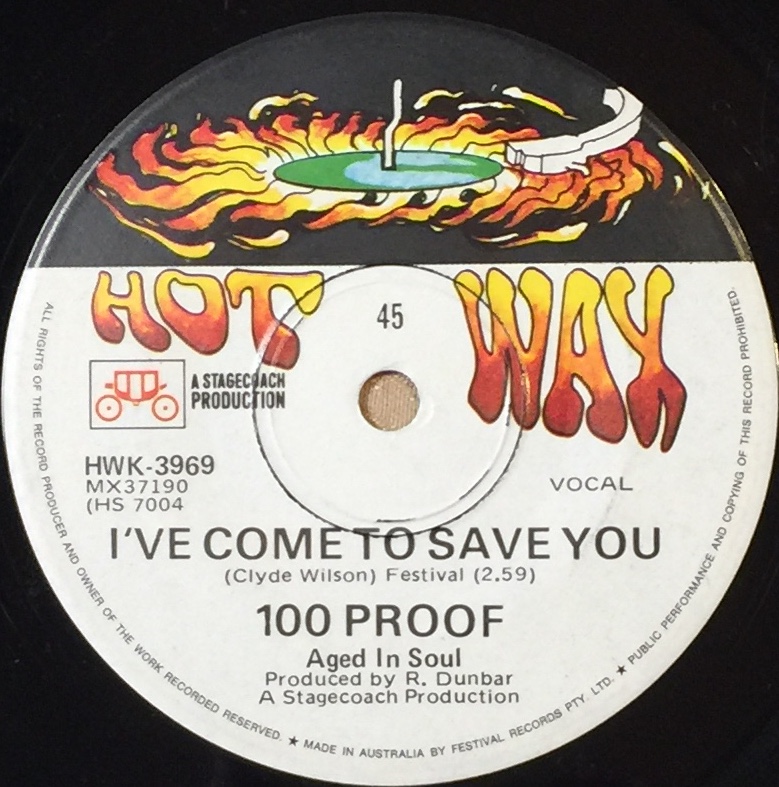 HOT WAX
45
A STAGECOACH
PRODUCTION
HWK-3969
MX37190
(HS 7004
VOCAL
I'VE COME TO SAVE YOU
(Clyde Wilson) Festival (2.59)
100 PROOF
Aged In Soul
Produced by R. Dunbar
A Stagecoach Production
ALL RIGHTS OF THE RECORD PRODUCER AND OWNER OF THE WORK RECORDED RESERVED. ★ MADE IN AUSTRALIA BY FESTIVAL RECORDS PTY. LTD. ★ PUBLIC PERFORMANCE AND COPYING OF THIS RECORD PROHIBITED.